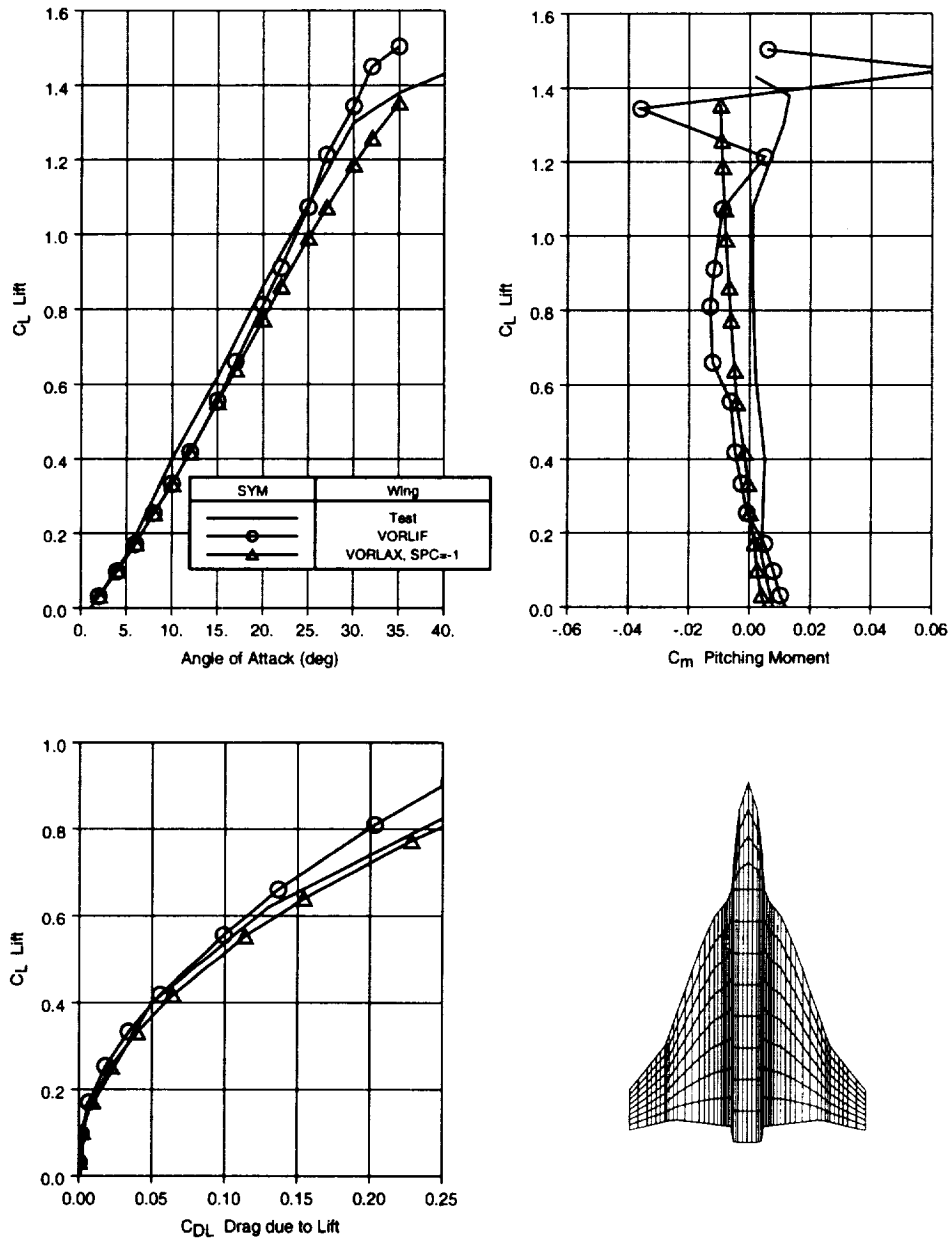 1.6
1.4
1.2
1.0
0.8
0.6
0.4
0.2
0.0
CL Lift
0. 5. 10. 15. 20. 25. 30. 35. 40.
Angle of Attack (deg)
SYM Wing
Test
VORLIF
VORLAX, SPC=-1
1.6
1.4
1.2
1.0
0.8
0.6
0.4
0.2
0.0
CL Lift
-.06 -.04 -.02 0.00 0.02 0.04 0.06
Cm Pitching Moment
1.0
0.8
0.6
0.4
0.2
0.0
CL Lift
0.00 0.05 0.10 0.15 0.20 0.25
CDL Drag due to Lift